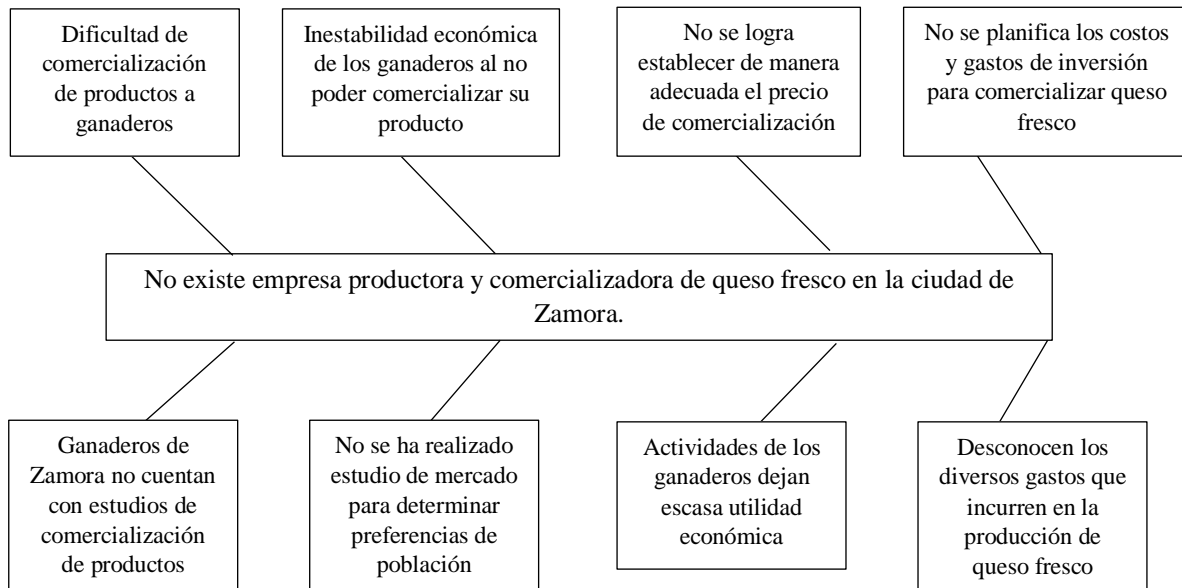 Dificultad de
comercialización
de productos a
ganaderos
Inestabilidad económica
de los ganaderos al no
poder comercializar su
producto
No se logra
establecer de manera
adecuada el precio
de comercialización
No se planifica los costos
y gastos de inversión
para comercializar queso
fresco
No existe empresa productora y comercializadora de queso fresco en la ciudad de
Zamora.
Ganaderos de
Zamora no cuentan
con estudios de
comercialización
de productos
No se ha realizado
estudio de mercado
para determinar
preferencias de
población
Actividades de los
ganaderos dejan
escasa utilidad
económica
Desconocen los
diversos gastos que
incurren en la
producción de
queso fresco